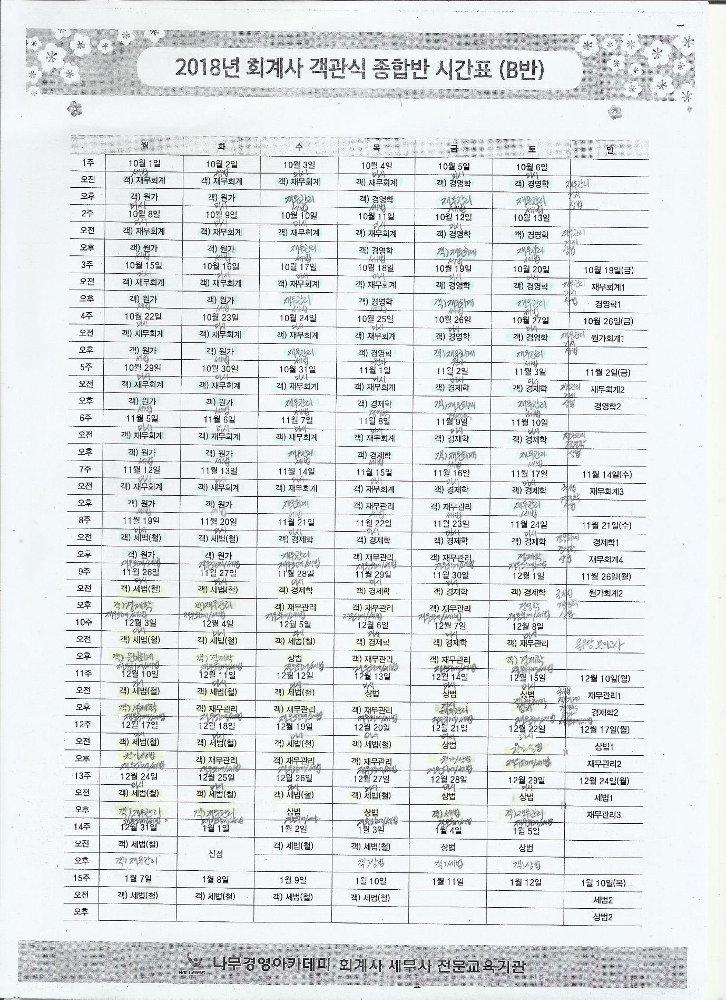 2018년 회계사 객관식 종합반 시간표 (B반)
월 화 수 목 금 토 일
1주 10월 1일 10월 2일 10월 3일 10월 4일 10월 5일 10월 6일
세법 세법 미시 미시 미시 미시
오전 객) 재무회계 객) 재무회계 객) 재무회계 객) 재무회계 객) 경영학 객) 경영학 재무관리
오후 객) 원가 객) 원가 재무관리 객) 경영학 재무관리 재무관리 상법
미시 미시 세법 세법 세법 세법
2주 10월 8일 10월 9일 10월 10일 10월 11일 10월 12일 10월 13일
미시 미시 미시 미시 미시
오전 객) 재무회계 객) 재무회계 객) 재무회계 객) 재무회계 객) 경영학 객) 경영학 재무관리
오후 객) 원가 객) 원가 재무관리 객) 경영학 객) 재무회계 재무관리 상법
세법 세법 세법 세법 세법 세법
3주 10월 15일 10월 16일 10월 17일 10월 18일 10월 19일 10월 20일 10월 19일(금)
미시 미시 미시 미시 미시 미시
오전 객) 재무회계 객) 재무회계 객) 재무회계 객) 재무회계 객) 경영학 객) 경영학 재무관리 재무회계1
오후 객) 원가 객) 원가 재무관리 객) 경영학 객) 재무회계 재무관리 상법 경영학1
세법 세법 세법 세법 세법 세법
4주 10월 22일 10월 23일 10월 24일 10월 25일 10월 26일 10월 27일 10월 26일(금)
미시 미시 미시 미시 미시 미시
오전 객) 재무회계 객) 재무회계 객) 재무회계 객) 재무회계 객) 경영학 객) 경영학 재무관리 원가회계1
오후 객) 원가 객) 원가 재무관리 객) 경영학 객) 재무회계 재무관리 상법
세법 세법 세법 원가 원가 세법
5주 10월 29일 10월 30일 10월 31일 11월 1일 11월 2일 11월 3일 11월 2일(금)
미시 미시 미시 미시 미시 미시
오전 객) 재무회계 객) 재무회계 객) 재무회계 객) 재무회계 객) 경제학 객) 경제학 재무관리 재무회계2
오후 객) 원가 객) 원가 재무관리 객) 경제학 객) 재무회계 재무관리 상법 경영학2
세법 세법 세법 경영학 경영학 세법
6주 11월 5일 11월 6일 11월 7일 11월 8일 11월 9일 11월 10일
미시 미시 미시 미시 미시 미시
오전 객) 재무회계 객) 재무회계 객) 재무회계 객) 재무회계 객) 경제학 객) 경제학 경영학
오후 객) 원가 객) 원가 재무관리 객) 경제학 객) 재무회계 재무관리 상법
세법 세법 세법 세법 세법 세법
7주 11월 12일 11월 13일 11월 14일 11월 15일 11월 16일 11월 17일 11월 14일(수)
미시 미시 미시 미시 미시 미시
오전 객) 재무회계 객) 재무회계 객) 재무회계 객) 재무회계 객) 경제학 객) 경제학 재무회계3
오후 객) 원가 객) 원가 재무회계 객) 재무관리 객) 재무관리 재무관리 상법
세법 세법 세법 세법 세법 세법
8주 11월 19일 11월 20일 11월 21일 11월 22일 11월 23일 11월 24일 11월 21일(수)
미시 미시 미시 미시 미시 미시
오전 객) 세법(철) 객) 세법(철) 객) 경제학 객) 경제학 객) 경제학 객) 경제학 경제학1
오후 객) 원가 객) 원가 재무관리 객) 재무관리 객) 재무관리 경제학 상법 재무회계4
재무회계/세법 재무회계/세법 재무회계/세법 재무회계/세법 재무회계/세법 재무회계/세법
9주 11월 26일 11월 27일 11월 28일 11월 29일 11월 30일 12월 1일 11월 26일(월)
미시 미시 미시 미시 미시
오전 객) 세법(철) 객) 세법(철) 객) 경제학 객) 경제학 객) 경제학 객) 경제학 원가회계2
오후 객) 경제학 객) 재무관리 객) 재무관리 객) 재무관리 객) 재무관리 경영학 상법
재무회계/세법 재무회계/세법 재무회계/세법 재무회계/세법 재무회계/세법 재무회계/세법
10주 12월 3일 12월 4일 12월 5일 12월 6일 12월 7일 12월 8일
미시 미시 미시 미시 미시 미시
오전 객) 세법(철) 객) 세법(철) 객) 세법(철) 객) 경제학 객) 경제학 객) 재무관리 모의고사
오후 객) 원가회계 객) 경제학 상법 객) 재무관리 객) 재무관리 객) 경제학
재무회계/세법 재무회계/세법 재무회계/세법 재무회계/세법 재무회계/세법 재무회계/세법
11주 12월 10일 12월 11일 12월 12일 12월 13일 12월 14일 12월 15일 12월 10일(월)
미시 미시 미시 미시 미시 미시
오전 객) 세법(철) 객) 세법(철) 객) 세법(철) 상법 상법 상법 재무관리1
오후 객) 경제학 객) 재무관리 객) 재무관리 객) 재무관리 재무관리 경제학2
재무회계/세법 재무회계/세법 재무회계/세법 재무회계/세법 재무회계/세법 재무회계/세법
12주 12월 17일 12월 18일 12월 19일 12월 20일 12월 21일 12월 22일 12월 17일(월)
미시 미시 미시 미시 미시 미시
오전 객) 세법(철) 객) 세법(철) 객) 세법(철) 객) 세법(철) 상법 원가/상법 상법1
오후 원가/상법 객) 재무관리 객) 재무관리 객) 재무관리 원가/상법 재무회계/세법 재무관리2
재무회계/세법 재무회계/세법 재무회계/세법 재무회계/세법 재무회계/세법
13주 12월 24일 12월 25일 12월 26일 12월 27일 12월 28일 12월 29일 12월 24일(월)
미시 미시 미시 미시 미시 미시
오전 객) 세법(철) 객) 세법(철) 객) 세법(철) 객) 세법(철) 상법 상법 세법1
오후 객) 재무관리 객) 재무관리 상법 상법 객) 세법 객) 재무관리 재무관리3
재무회계/세법 재무회계/세법 재무회계/세법 재무회계/세법 재무회계/세법 재무회계/세법
14주 12월 31일 1월 1일 1월 2일 1월 3일 1월 4일 1월 5일
오전 객) 세법(철) 신정 객) 세법(철) 객) 세법(철) 상법 상법
오후 객) 재무관리 객) 상법 객) 세법 객) 상법
15주 1월 7일 1월 8일 1월 9일 1월 10일 1월 11일 1월 12일 1월 10일(목)
오전 객) 세법(철) 객) 세법(철) 객) 세법(철) 객) 세법(철) 세법2
오후 상법2
WILLBES 나무경영아카데미 회계사 세무사 전문교육기관